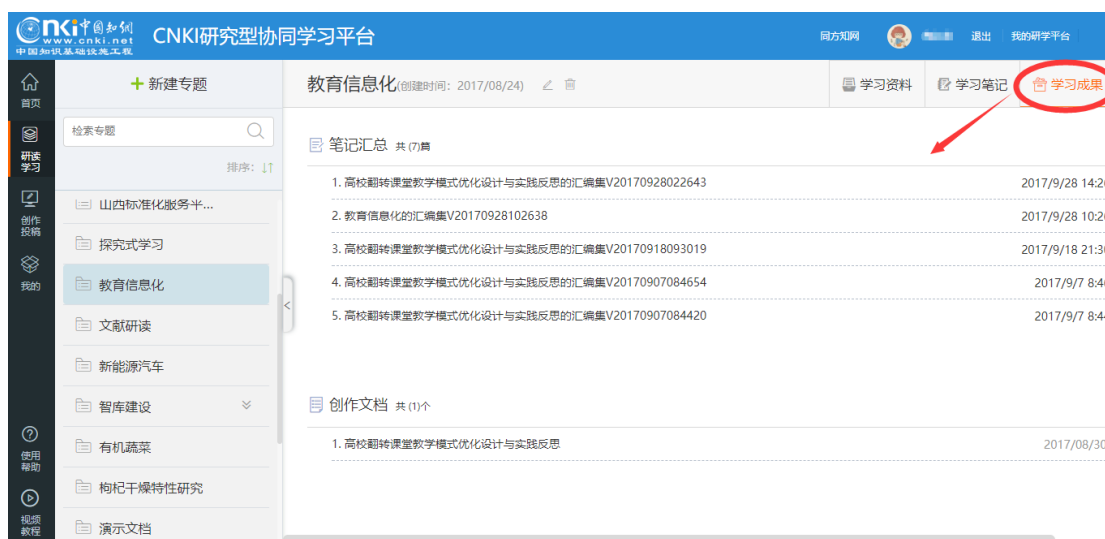 cnki中国知网
www.cnki.net
中国知识基础设施工程
CNKI研究型协同学习平台
同方知网
退出
我的研学平台
首页
研读
学习
创作
投稿
我的
使用
帮助
视频
教程
+ 新建专题
检索专题
排序: ↓↑
探究式学习
教育信息化
文献研读
新能源汽车
智库建设
有机蔬菜
枸杞干燥特性研究
演示文档
教育信息化(创建时间: 2017/08/24)
学习资料
学习笔记
学习成果
笔记汇总 共 (7)篇
1. 高校翻转课堂教学模式优化设计与实践反思的汇编集V20170928022643 2017/9/28 14:2
2. 教育信息化的汇编集V20170928102638 2017/9/28 10:2
3. 高校翻转课堂教学模式优化设计与实践反思的汇编集V20170918093019 2017/9/18 21:3
4. 高校翻转课堂教学模式优化设计与实践反思的汇编集V20170907084654 2017/9/7 8:4
5. 高校翻转课堂教学模式优化设计与实践反思的汇编集V20170907084420 2017/9/7 8:4
创作文档 共 (1)个
1. 高校翻转课堂教学模式优化设计与实践反思 2017/08/30